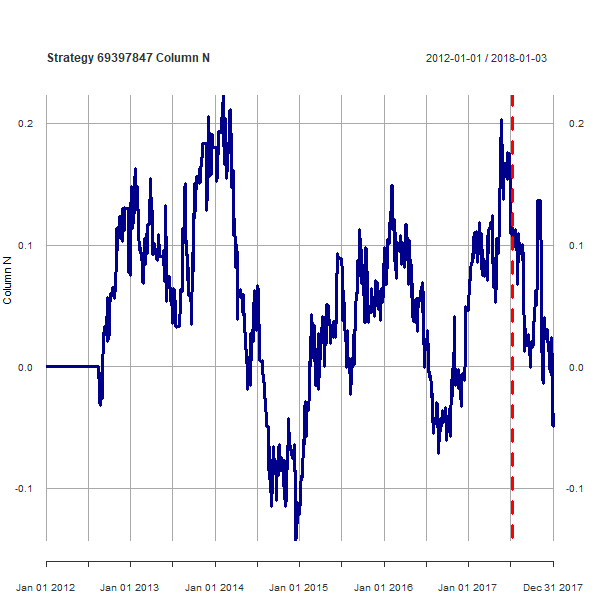 Strategy 69397847 Column N 2012-01-01 / 2018-01-03
0.2 0.2
0.1 0.1
0.0 0.0
-0.1 -0.1
Column N
Jan 01 2012 Jan 01 2013 Jan 01 2014 Jan 01 2015 Jan 01 2016 Jan 01 2017 Dec 31 2017